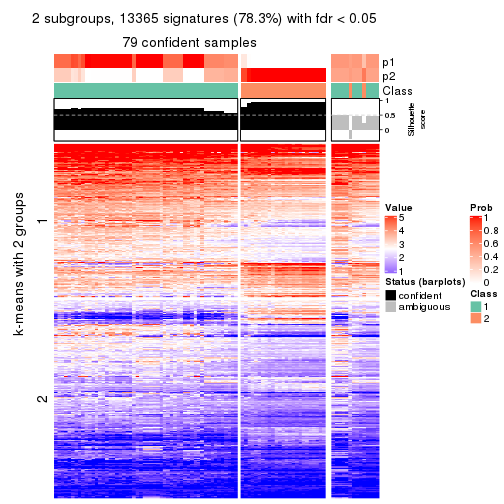 2 subgroups, 13365 signatures (78.3%) with fdr < 0.05
79 confident samples
p1
p2
Class
1
0.5
0
Silhouette
score
k-means with 2 groups
1
2
Value
5
4
3
2
1
Prob
1
0.8
0.6
0.4
0.2
0
Status (barplots)
confident
ambiguous
Class
1
2